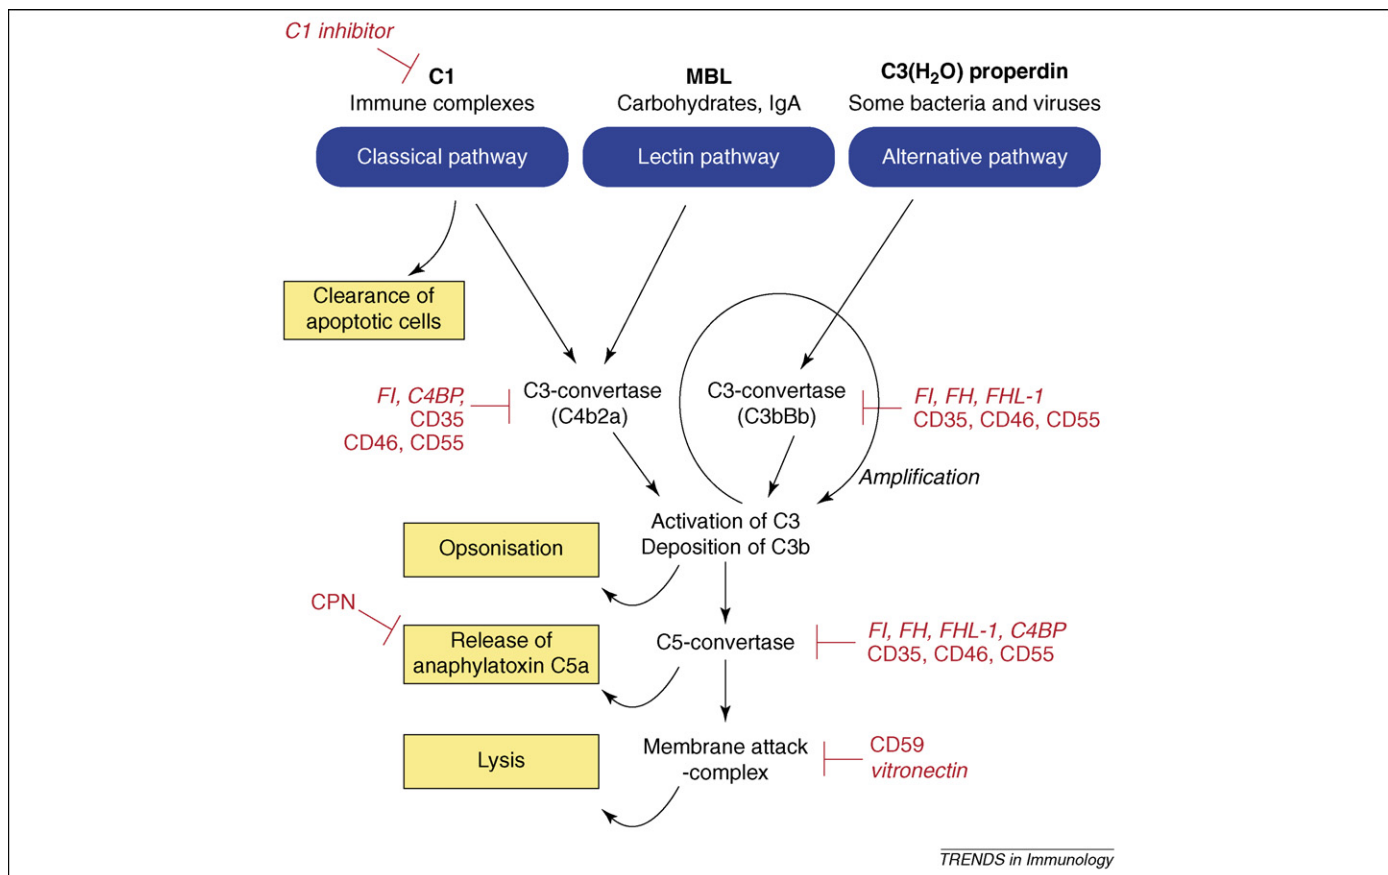 C1 inhibitor
C1
Immune complexes
Classical pathway
MBL
Carbohydrates, IgA
Lectin pathway
C3(H₂O) properdin
Some bacteria and viruses
Alternative pathway
Clearance of
apoptotic cells
FI, C4BP,
CD35
CD46, CD55
C3-convertase
(C4b2a)
C3-convertase
(C3bBb)
FI, FH, FHL-1
CD35, CD46, CD55
Amplification
Activation of C3
Deposition of C3b
Opsonisation
CPN
Release of
anaphylatoxin C5a
C5-convertase
FI, FH, FHL-1, C4BP
CD35, CD46, CD55
Lysis
Membrane attack
-complex
CD59
vitronectin
TRENDS in Immunology